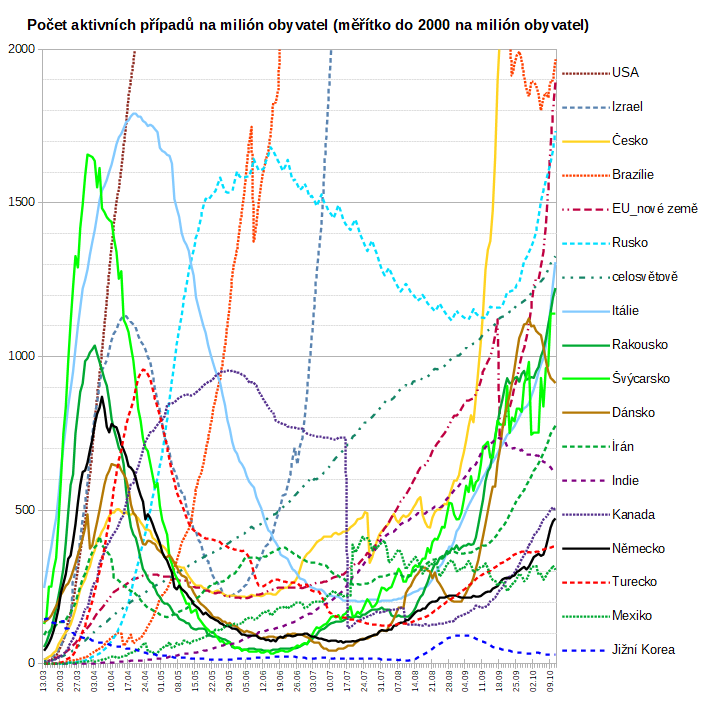 Počet aktivních případů na milión obyvatel (měřítko do 2000 na milión obyvatel)
2000
1500
1000
500
0
13.03
20.03
27.03
03.04
10.04
17.04
24.04
01.05
08.05
15.05
22.05
29.05
05.06
12.06
19.06
26.06
03.07
10.07
17.07
24.07
31.07
07.08
14.08
21.08
28.08
04.09
11.09
18.09
25.09
02.10
09.10
USA
Izrael
Česko
Brazílie
EU_nové země
Rusko
celosvětově
Itálie
Rakousko
Švýcarsko
Dánsko
Írán
Indie
Kanada
Německo
Turecko
Mexiko
Jižní Korea